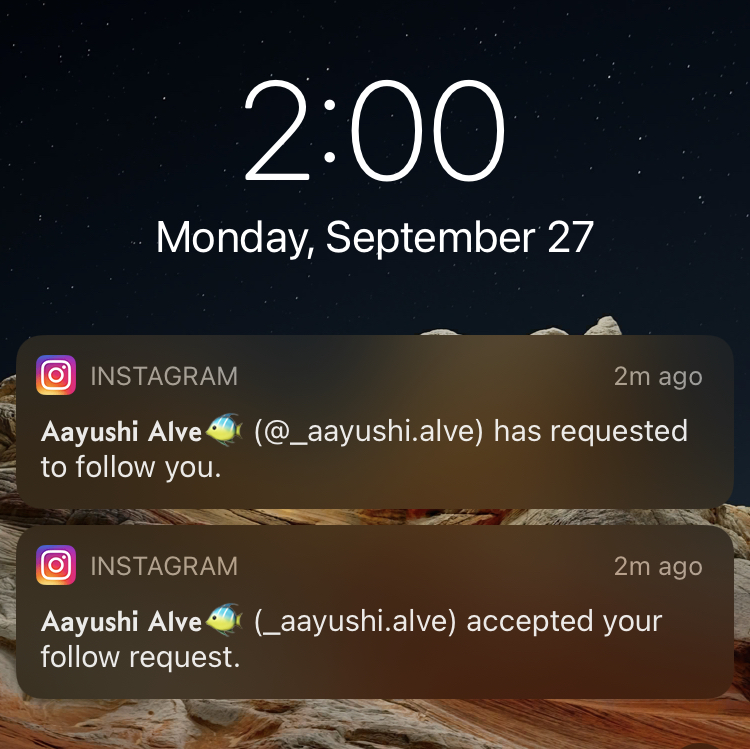 2:00
Monday, September 27
INSTAGRAM 2m ago
Aayushi Alve🐠 (@_aayushi.alve) has requested
to follow you.
INSTAGRAM 2m ago
Aayushi Alve🐠 (_aayushi.alve) accepted your
follow request.